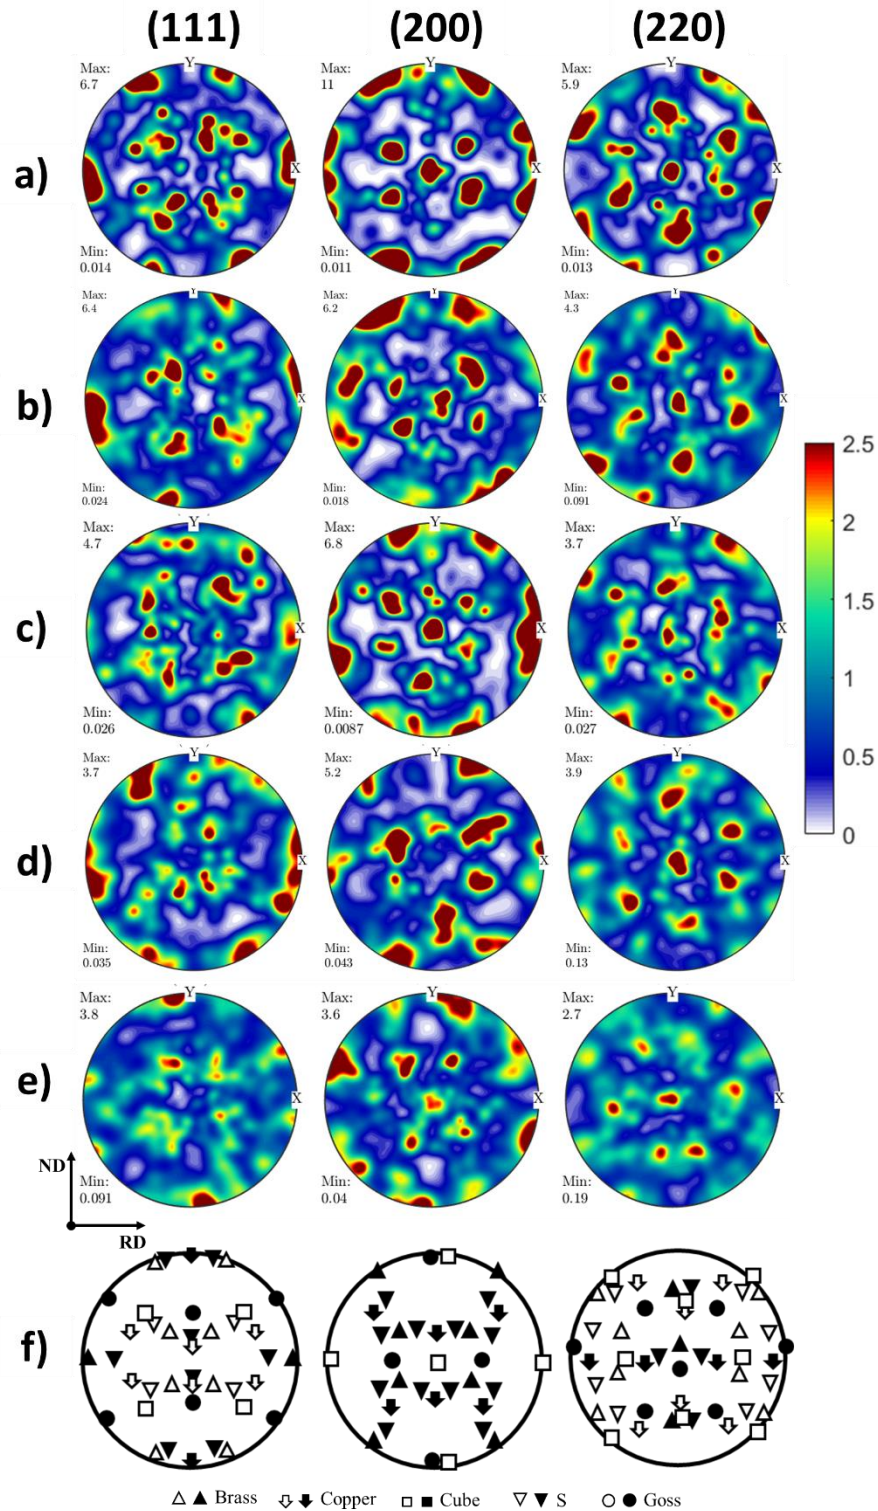 (111) (200) (220)
a)
Max:
6.7
Y
X
Min:
0.014
Max:
11
Y
X
Min:
0.011
Max:
5.9
Y
X
Min:
0.013
b)
Max:
6.4
Y
X
Min:
0.024
Max:
6.2
Y
X
Min:
0.018
Max:
4.3
Y
X
Min:
0.091
2.5
2
1.5
1
0.5
0
c)
Max:
4.7
Y
X
Min:
0.026
Max:
6.8
Y
X
Min:
0.0087
Max:
3.7
Y
X
Min:
0.027
d)
Max:
3.7
Y
X
Min:
0.035
Max:
5.2
Y
X
Min:
0.043
Max:
3.9
Y
X
Min:
0.13
e)
Max:
3.8
Y
X
Min:
0.091
Max:
3.6
Y
X
Min:
0.04
Max:
2.7
Y
X
Min:
0.19
ND
RD
f)
Brass Copper Cube S Goss